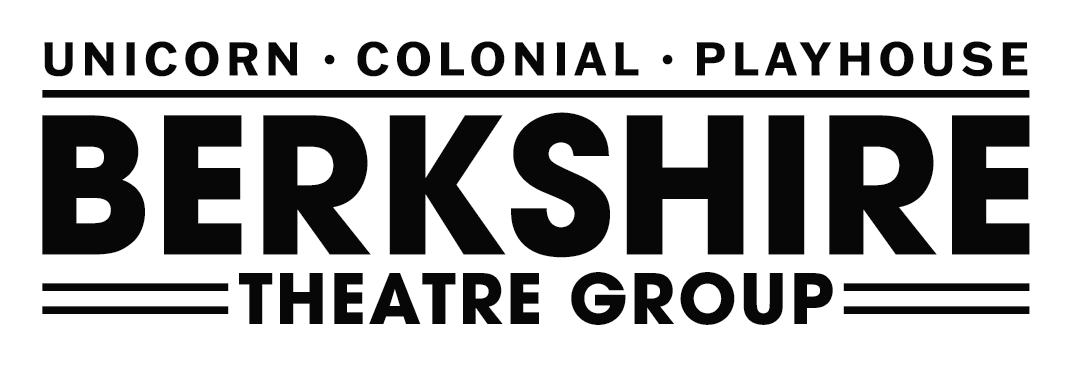 UNICORN · COLONIAL · PLAYHOUSE
BERKSHIRE
THEATRE GROUP